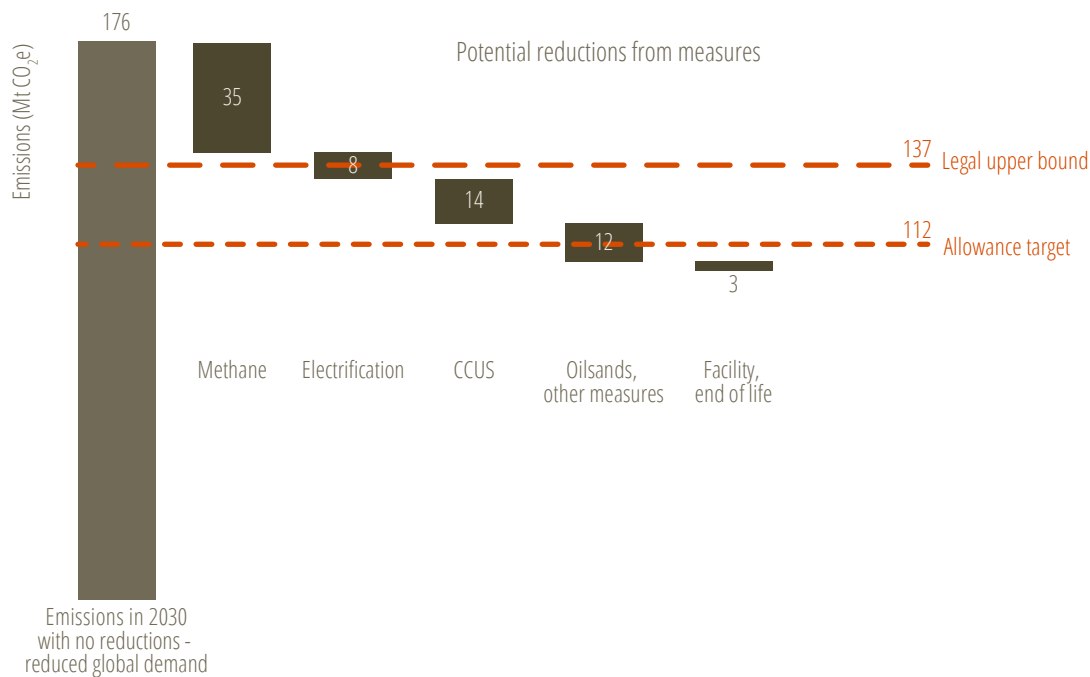 176
Potential reductions from measures
Emissions (Mt CO₂e)
35
137
Legal upper bound
8
14
112
Allowance target
12
3
Methane
Electrification
CCUS
Oilsands,
other measures
Facility,
end of life
Emissions in 2030
with no reductions -
reduced global demand